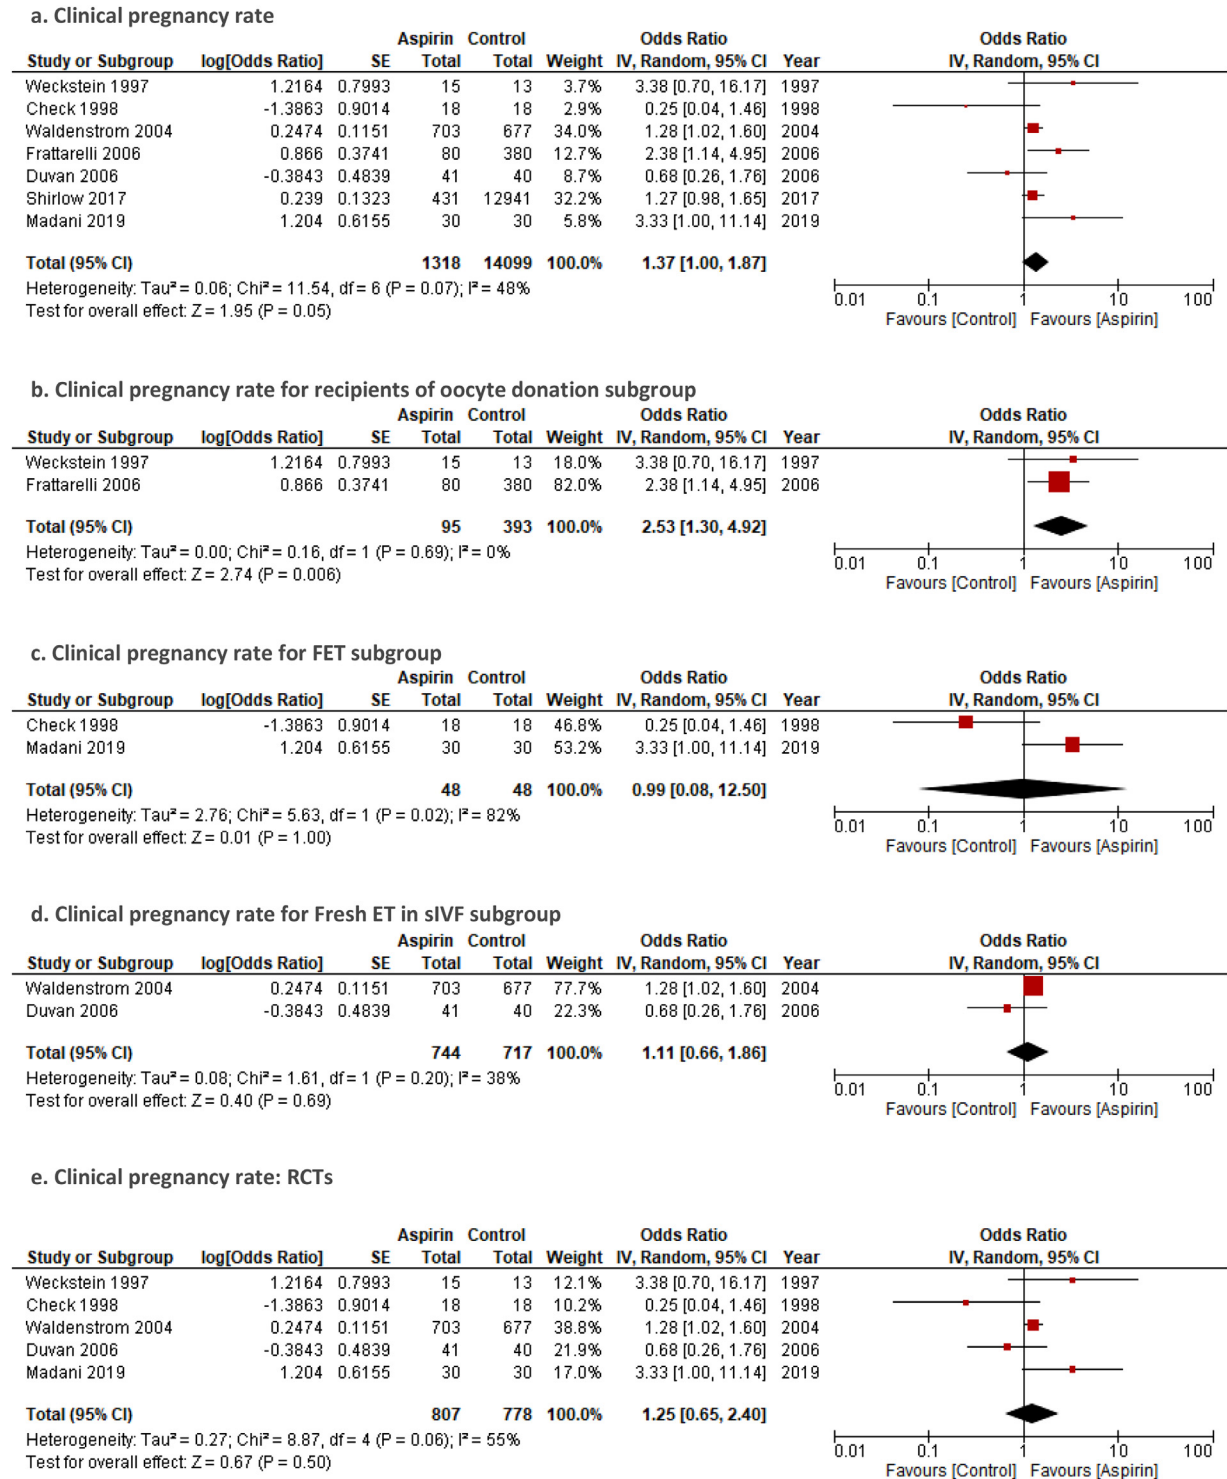 a. Clinical pregnancy rate
Aspirin Control Odds Ratio Odds Ratio
Study or Subgroup log[Odds Ratio] SE Total Total Weight IV, Random, 95% CI Year IV, Random, 95% CI
Weckstein 1997 1.2164 0.7993 15 13 3.7% 3.38 [0.70, 16.17] 1997
Check 1998 -1.3863 0.9014 18 18 2.9% 0.25 [0.04, 1.46] 1998
Waldenstrom 2004 0.2474 0.1151 703 677 34.0% 1.28 [1.02, 1.60] 2004
Frattarelli 2006 0.866 0.3741 80 380 12.7% 2.38 [1.14, 4.95] 2006
Duvan 2006 -0.3843 0.4839 41 40 8.7% 0.68 [0.26, 1.76] 2006
Shirlow 2017 0.239 0.1323 431 12941 32.2% 1.27 [0.98, 1.65] 2017
Madani 2019 1.204 0.6155 30 30 5.8% 3.33 [1.00, 11.14] 2019
Total (95% CI) 1318 14099 100.0% 1.37 [1.00, 1.87]
Heterogeneity: Tau² = 0.06; Chi² = 11.54, df = 6 (P = 0.07); I² = 48%
Test for overall effect: Z = 1.95 (P = 0.05)
0.01 0.1 1 10 100
Favours [Control] Favours [Aspirin]
b. Clinical pregnancy rate for recipients of oocyte donation subgroup
Aspirin Control Odds Ratio Odds Ratio
Study or Subgroup log[Odds Ratio] SE Total Total Weight IV, Random, 95% CI Year IV, Random, 95% CI
Weckstein 1997 1.2164 0.7993 15 13 18.0% 3.38 [0.70, 16.17] 1997
Frattarelli 2006 0.866 0.3741 80 380 82.0% 2.38 [1.14, 4.95] 2006
Total (95% CI) 95 393 100.0% 2.53 [1.30, 4.92]
Heterogeneity: Tau² = 0.00; Chi² = 0.16, df = 1 (P = 0.69); I² = 0%
Test for overall effect: Z = 2.74 (P = 0.006)
0.01 0.1 1 10 100
Favours [Control] Favours [Aspirin]
c. Clinical pregnancy rate for FET subgroup
Aspirin Control Odds Ratio Odds Ratio
Study or Subgroup log[Odds Ratio] SE Total Total Weight IV, Random, 95% CI Year IV, Random, 95% CI
Check 1998 -1.3863 0.9014 18 18 46.8% 0.25 [0.04, 1.46] 1998
Madani 2019 1.204 0.6155 30 30 53.2% 3.33 [1.00, 11.14] 2019
Total (95% CI) 48 48 100.0% 0.99 [0.08, 12.50]
Heterogeneity: Tau² = 2.76; Chi² = 5.63, df = 1 (P = 0.02); I² = 82%
Test for overall effect: Z = 0.01 (P = 1.00)
0.01 0.1 1 10 100
Favours [Control] Favours [Aspirin]
d. Clinical pregnancy rate for Fresh ET in sIVF subgroup
Aspirin Control Odds Ratio Odds Ratio
Study or Subgroup log[Odds Ratio] SE Total Total Weight IV, Random, 95% CI Year IV, Random, 95% CI
Waldenstrom 2004 0.2474 0.1151 703 677 77.7% 1.28 [1.02, 1.60] 2004
Duvan 2006 -0.3843 0.4839 41 40 22.3% 0.68 [0.26, 1.76] 2006
Total (95% CI) 744 717 100.0% 1.11 [0.66, 1.86]
Heterogeneity: Tau² = 0.08; Chi² = 1.61, df = 1 (P = 0.20); I² = 38%
Test for overall effect: Z = 0.40 (P = 0.69)
0.01 0.1 1 10 100
Favours [Control] Favours [Aspirin]
e. Clinical pregnancy rate: RCTs
Aspirin Control Odds Ratio Odds Ratio
Study or Subgroup log[Odds Ratio] SE Total Total Weight IV, Random, 95% CI Year IV, Random, 95% CI
Weckstein 1997 1.2164 0.7993 15 13 12.1% 3.38 [0.70, 16.17] 1997
Check 1998 -1.3863 0.9014 18 18 10.2% 0.25 [0.04, 1.46] 1998
Waldenstrom 2004 0.2474 0.1151 703 677 38.8% 1.28 [1.02, 1.60] 2004
Duvan 2006 -0.3843 0.4839 41 40 21.9% 0.68 [0.26, 1.76] 2006
Madani 2019 1.204 0.6155 30 30 17.0% 3.33 [1.00, 11.14] 2019
Total (95% CI) 807 778 100.0% 1.25 [0.65, 2.40]
Heterogeneity: Tau² = 0.27; Chi² = 8.87, df = 4 (P = 0.06); I² = 55%
Test for overall effect: Z = 0.67 (P = 0.50)
0.01 0.1 1 10 100
Favours [Control] Favours [Aspirin]